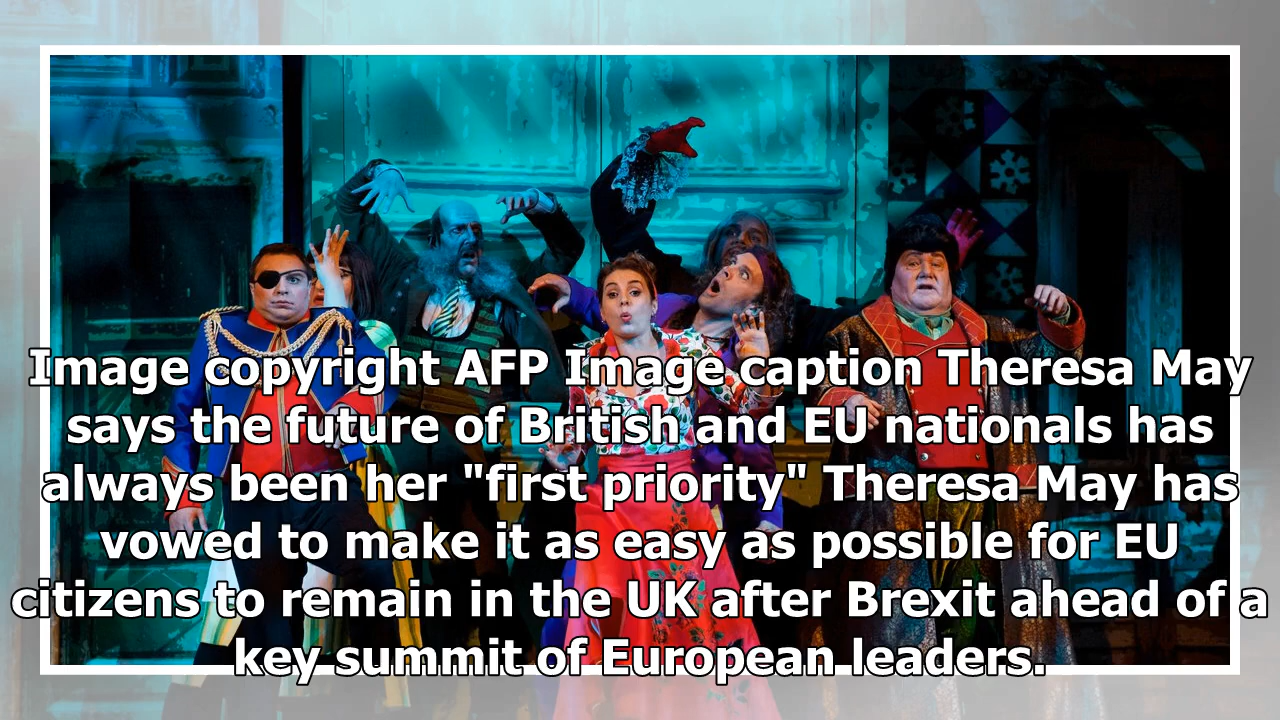 Image copyright AFP Image caption Theresa May
says the future of British and EU nationals has
always been her "first priority" Theresa May has
vowed to make it as easy as possible for EU
citizens to remain in the UK after Brexit ahead of a
key summit of European leaders.